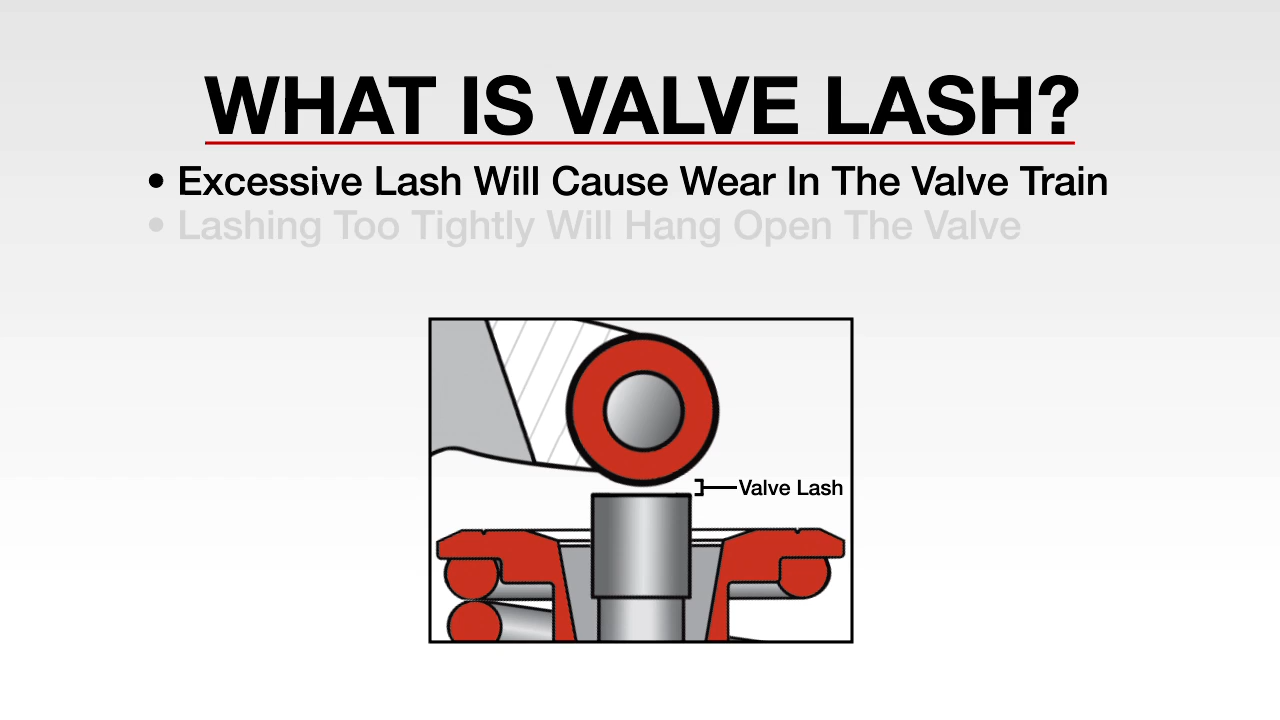 WHAT IS VALVE LASH?
• Excessive Lash Will Cause Wear In The Valve Train
• Lashing Too Tightly Will Hang Open The Valve
Valve Lash